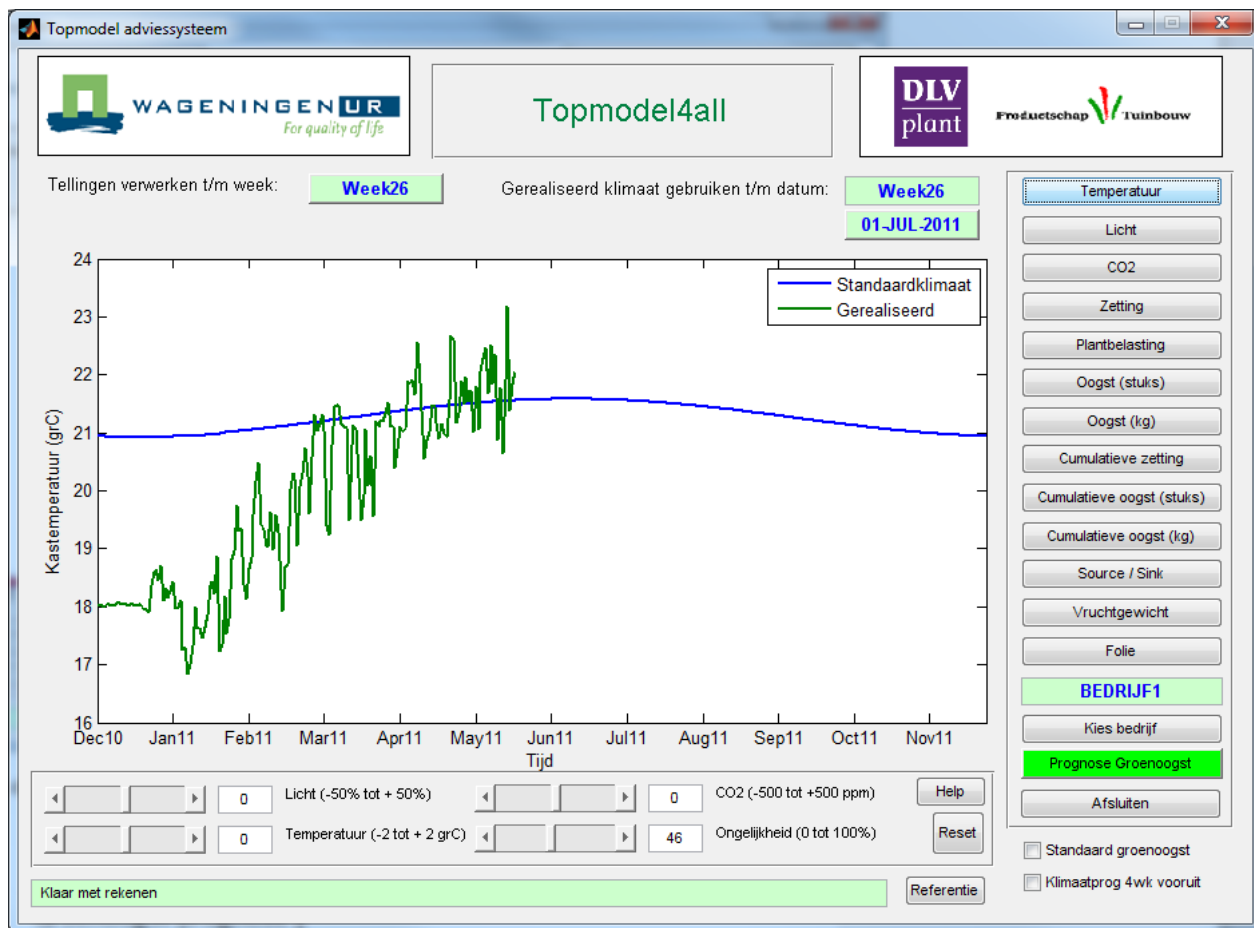 Topmodel adviessysteem
WAGENINGEN UR
For quality of life
Topmodel4all
DLV
plant
Productschap Tuinbouw
Tellingen verwerken t/m week:
Week26
Gerealiseerd klimaat gebruiken t/m datum:
Week26
01-JUL-2011
Temperatuur
Licht
CO2
Zetting
Plantbelasting
Oogst (stuks)
Oogst (kg)
Cumulatieve zetting
Cumulatieve oogst (stuks)
Cumulatieve oogst (kg)
Source / Sink
Vruchtgewicht
Folie
BEDRIJF1
Kies bedrijf
Prognose Groenoogst
Afsluiten
Standaard groenoogst
Klimaatprog 4wk vooruit
Standaardklimaat
Gerealiseerd
Kastemperatuur (grC)
24
23
22
21
20
19
18
17
16
Dec10 Jan11 Feb11 Mar11 Apr11 May11 Jun11 Jul11 Aug11 Sep11 Oct11 Nov11
Tijd
0 Licht (-50% tot + 50%)
0 CO2 (-500 tot +500 ppm)
Help
0 Temperatuur (-2 tot + 2 grC)
46 Ongelijkheid (0 tot 100%)
Reset
Klaar met rekenen
Referentie